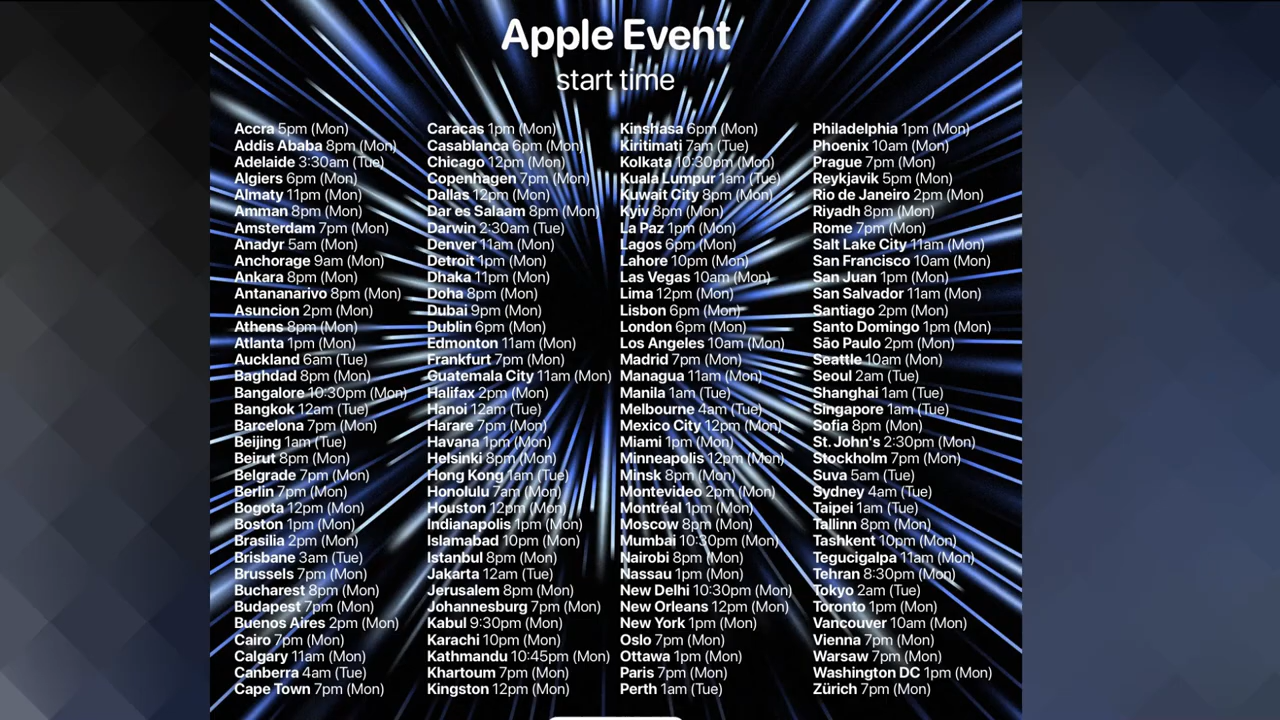 Apple Event
start time
Accra 5pm (Mon)
Addis Ababa 8pm (Mon)
Adelaide 3:30am (Tue)
Algiers 6pm (Mon)
Almaty 11pm (Mon)
Amman 8pm (Mon)
Amsterdam 7pm (Mon)
Anadyr 5am (Mon)
Anchorage 9am (Mon)
Ankara 8pm (Mon)
Antananarivo 8pm (Mon)
Asuncion 2pm (Mon)
Athens 8pm (Mon)
Atlanta 1pm (Mon)
Auckland 6am (Tue)
Baghdad 8pm (Mon)
Bangalore 10:30pm (Mon)
Bangkok 12am (Tue)
Barcelona 7pm (Mon)
Beijing 1am (Tue)
Beirut 8pm (Mon)
Belgrade 7pm (Mon)
Berlin 7pm (Mon)
Bogota 12pm (Mon)
Boston 1pm (Mon)
Brasilia 2pm (Mon)
Brisbane 3am (Tue)
Brussels 7pm (Mon)
Bucharest 8pm (Mon)
Budapest 7pm (Mon)
Buenos Aires 2pm (Mon)
Cairo 7pm (Mon)
Calgary 11am (Mon)
Canberra 4am (Tue)
Cape Town 7pm (Mon)
Caracas 1pm (Mon)
Casablanca 6pm (Mon)
Chicago 12pm (Mon)
Copenhagen 7pm (Mon)
Dallas 12pm (Mon)
Dar es Salaam 8pm (Mon)
Darwin 2:30am (Tue)
Denver 11am (Mon)
Detroit 1pm (Mon)
Dhaka 11pm (Mon)
Doha 8pm (Mon)
Dubai 9pm (Mon)
Dublin 6pm (Mon)
Edmonton 11am (Mon)
Frankfurt 7pm (Mon)
Guatemala City 11am (Mon)
Halifax 2pm (Mon)
Hanoi 12am (Tue)
Harare 7pm (Mon)
Havana 1pm (Mon)
Helsinki 8pm (Mon)
Hong Kong 1am (Tue)
Honolulu 7am (Mon)
Houston 12pm (Mon)
Indianapolis 1pm (Mon)
Islamabad 10pm (Mon)
Istanbul 8pm (Mon)
Jakarta 12am (Tue)
Jerusalem 8pm (Mon)
Johannesburg 7pm (Mon)
Kabul 9:30pm (Mon)
Karachi 10pm (Mon)
Kathmandu 10:45pm (Mon)
Khartoum 7pm (Mon)
Kingston 12pm (Mon)
Kinshasa 6pm (Mon)
Kiritimati 7am (Tue)
Kolkata 10:30pm (Mon)
Kuala Lumpur 1am (Tue)
Kuwait City 8pm (Mon)
Kyiv 8pm (Mon)
La Paz 1pm (Mon)
Lagos 6pm (Mon)
Lahore 10pm (Mon)
Las Vegas 10am (Mon)
Lima 12pm (Mon)
Lisbon 6pm (Mon)
London 6pm (Mon)
Los Angeles 10am (Mon)
Madrid 7pm (Mon)
Managua 11am (Mon)
Manila 1am (Tue)
Melbourne 4am (Tue)
Mexico City 12pm (Mon)
Miami 1pm (Mon)
Minneapolis 12pm (Mon)
Minsk 8pm (Mon)
Montevideo 2pm (Mon)
Montréal 1pm (Mon)
Moscow 8pm (Mon)
Mumbai 10:30pm (Mon)
Nairobi 8pm (Mon)
Nassau 1pm (Mon)
New Delhi 10:30pm (Mon)
New Orleans 12pm (Mon)
New York 1pm (Mon)
Oslo 7pm (Mon)
Ottawa 1pm (Mon)
Paris 7pm (Mon)
Perth 1am (Tue)
Philadelphia 1pm (Mon)
Phoenix 10am (Mon)
Prague 7pm (Mon)
Reykjavik 5pm (Mon)
Rio de Janeiro 2pm (Mon)
Riyadh 8pm (Mon)
Rome 7pm (Mon)
Salt Lake City 11am (Mon)
San Francisco 10am (Mon)
San Juan 1pm (Mon)
San Salvador 11am (Mon)
Santiago 2pm (Mon)
Santo Domingo 1pm (Mon)
São Paulo 2pm (Mon)
Seattle 10am (Mon)
Seoul 2am (Tue)
Shanghai 1am (Tue)
Singapore 1am (Tue)
Sofia 8pm (Mon)
St. John's 2:30pm (Mon)
Stockholm 7pm (Mon)
Suva 5am (Tue)
Sydney 4am (Tue)
Taipei 1am (Tue)
Tallinn 8pm (Mon)
Tashkent 10pm (Mon)
Tegucigalpa 11am (Mon)
Tehran 8:30pm (Mon)
Tokyo 2am (Tue)
Toronto 1pm (Mon)
Vancouver 10am (Mon)
Vienna 7pm (Mon)
Warsaw 7pm (Mon)
Washington DC 1pm (Mon)
Zürich 7pm (Mon)